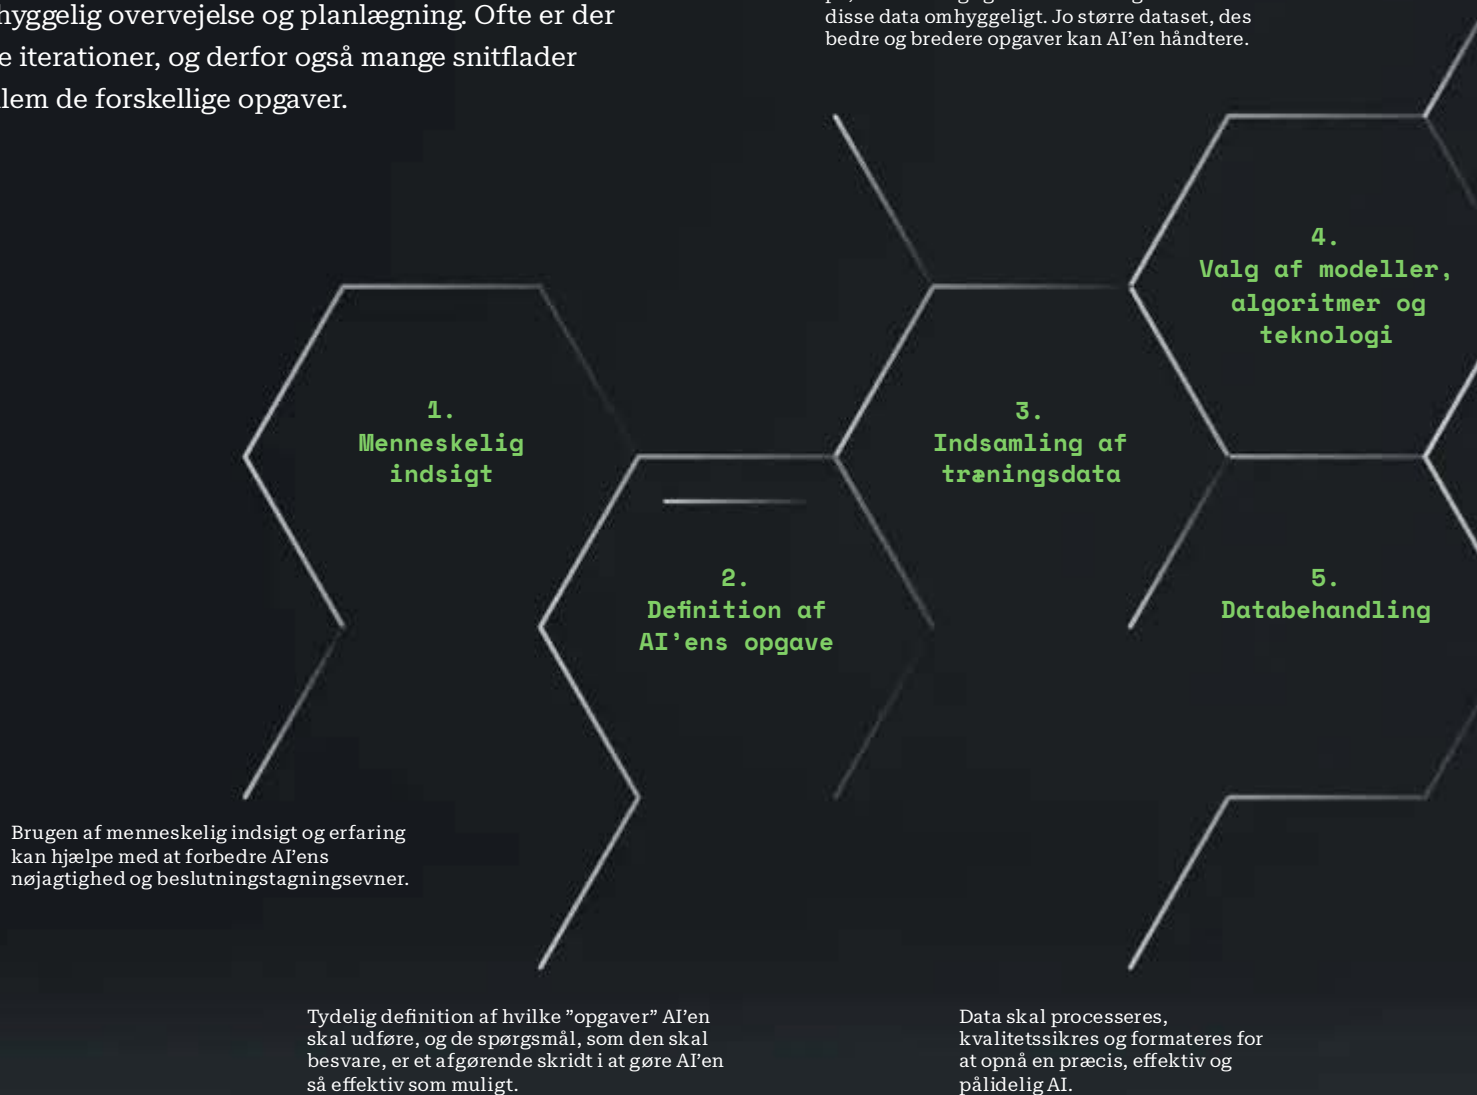 hyggelig overvejelse og planlægning. Ofte er der
e iterationer, og derfor også mange snitflader
lem de forskellige opgaver.
disse data omhyggeligt. Jo større dataset, des
bedre og bredere opgaver kan AI’en håndtere.
1.
Menneskelig
indsigt
2.
Definition af
AI’ens opgave
3.
Indsamling af
træningsdata
4.
Valg af modeller,
algoritmer og
teknologi
5.
Databehandling
Brugen af menneskelig indsigt og erfaring
kan hjælpe med at forbedre AI’ens
nøjagtighed og beslutningstagningsevner.
Tydelig definition af hvilke ”opgaver” AI’en
skal udføre, og de spørgsmål, som den skal
besvare, er et afgørende skridt i at gøre AI’en
så effektiv som muligt.
Data skal processeres,
kvalitetssikres og formateres for
at opnå en præcis, effektiv og
pålidelig AI.